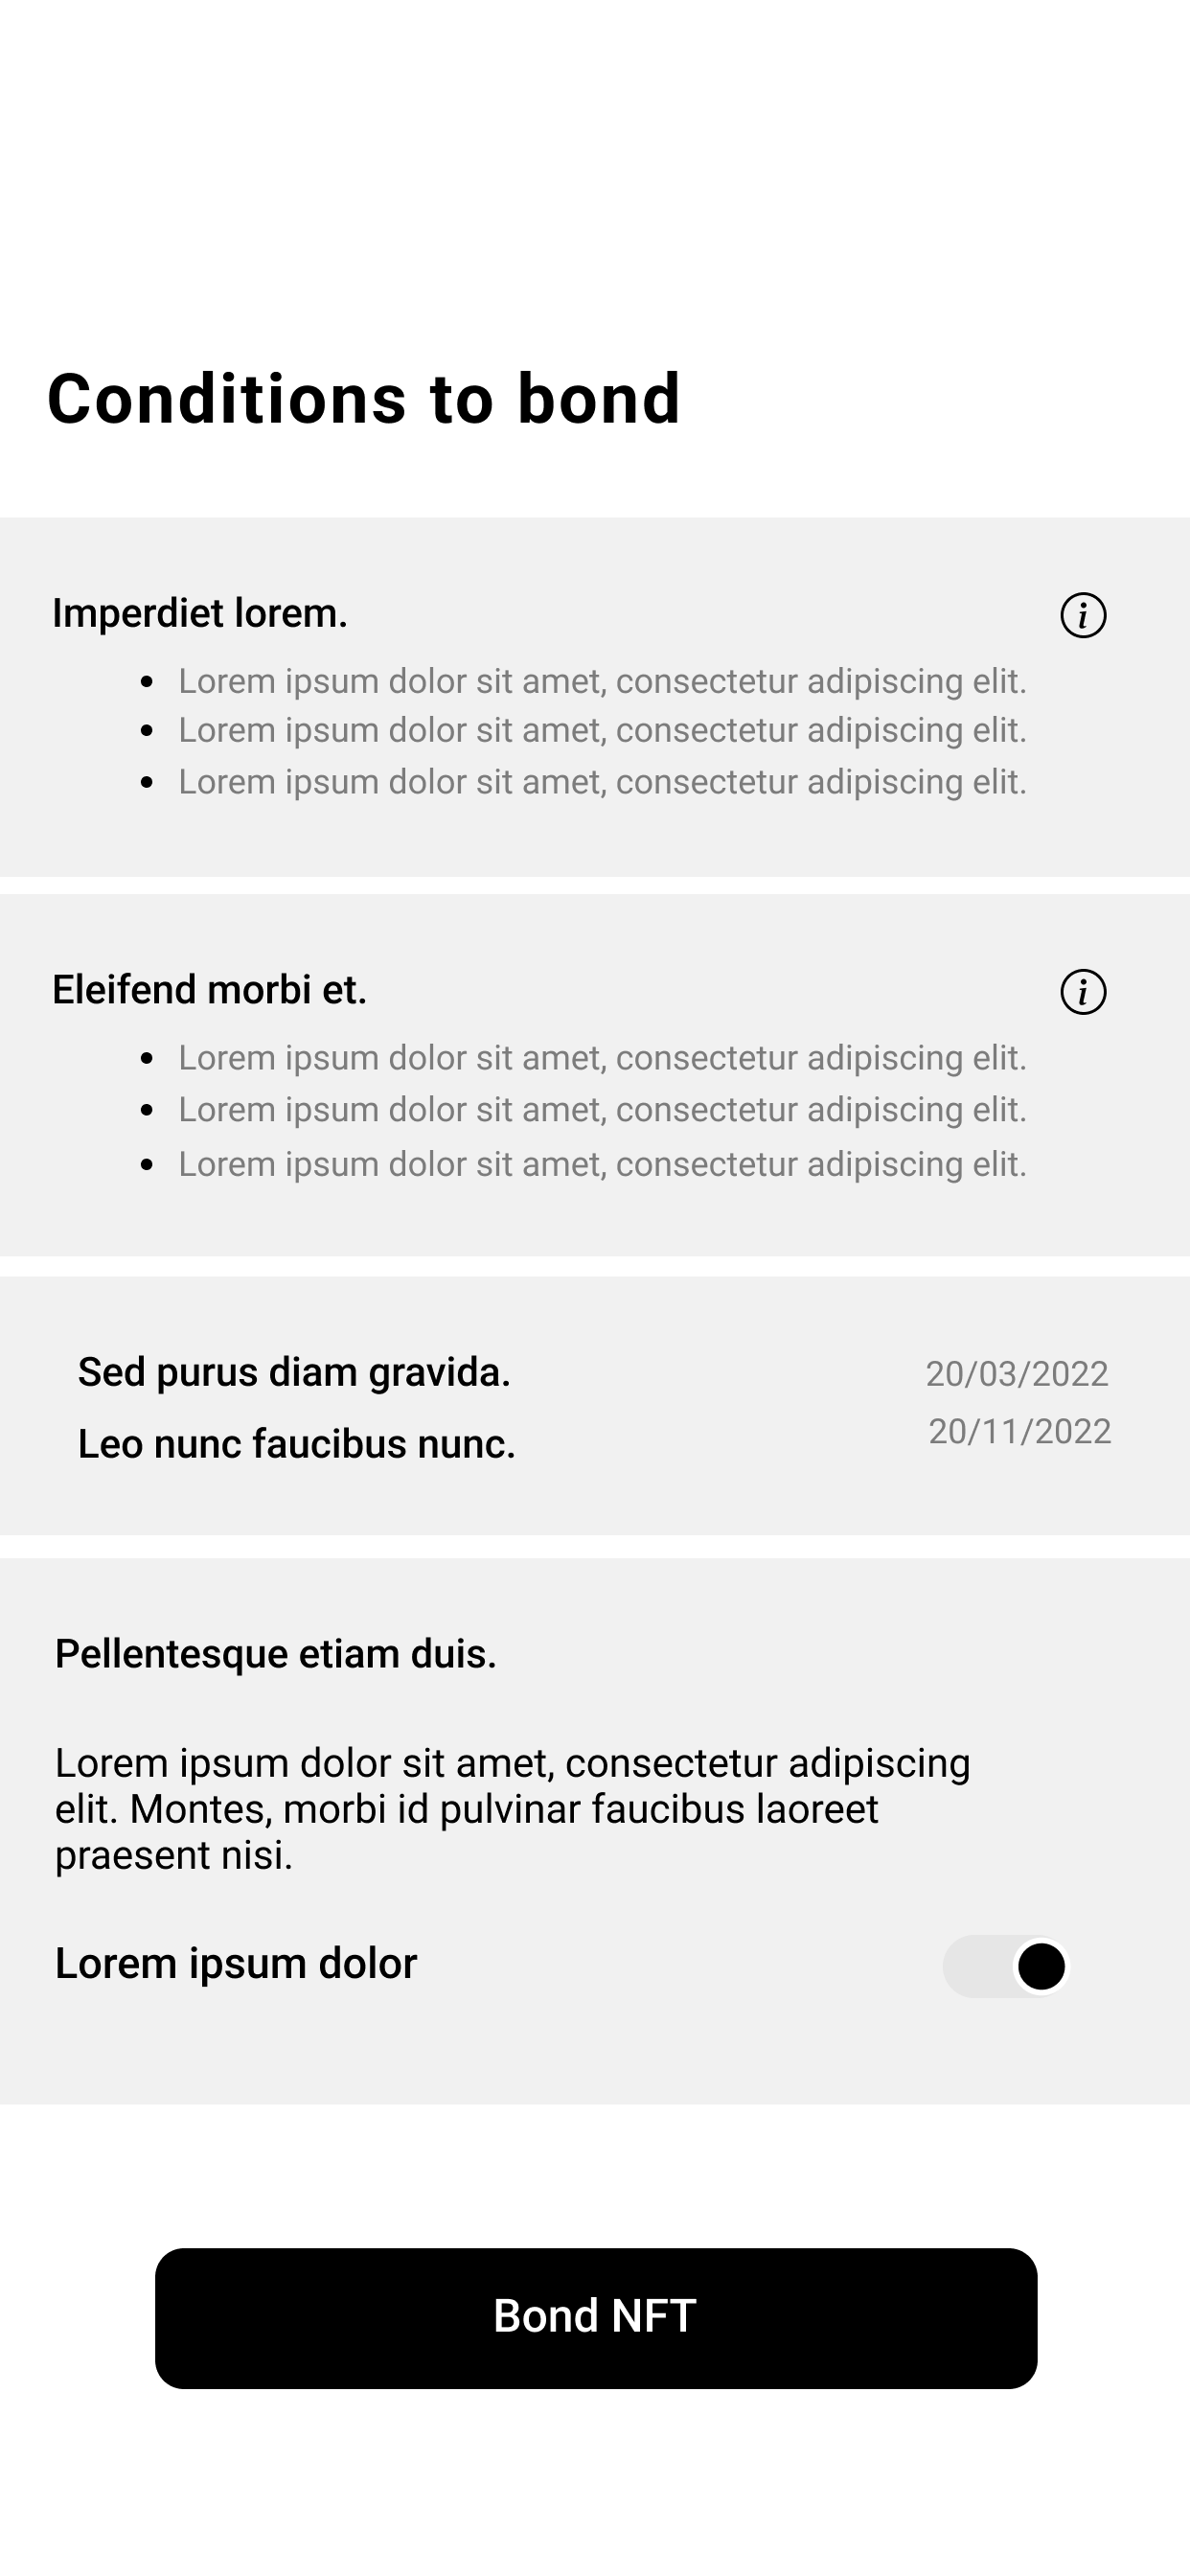 Conditions to bond
Imperdiet lorem.
i
• Lorem ipsum dolor sit amet, consectetur adipiscing elit.
• Lorem ipsum dolor sit amet, consectetur adipiscing elit.
• Lorem ipsum dolor sit amet, consectetur adipiscing elit.
Eleifend morbi et.
i
• Lorem ipsum dolor sit amet, consectetur adipiscing elit.
• Lorem ipsum dolor sit amet, consectetur adipiscing elit.
• Lorem ipsum dolor sit amet, consectetur adipiscing elit.
Sed purus diam gravida. 20/03/2022
Leo nunc faucibus nunc. 20/11/2022
Pellentesque etiam duis.
Lorem ipsum dolor sit amet, consectetur adipiscing
elit. Montes, morbi id pulvinar faucibus laoreet
praesent nisi.
Lorem ipsum dolor
Bond NFT